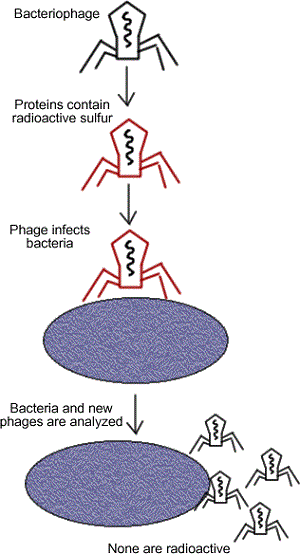 Bacteriophage
Proteins contain
radioactive sulfur
Phage infects
bacteria
Bacteria and new
phages are analyzed
None are radioactive